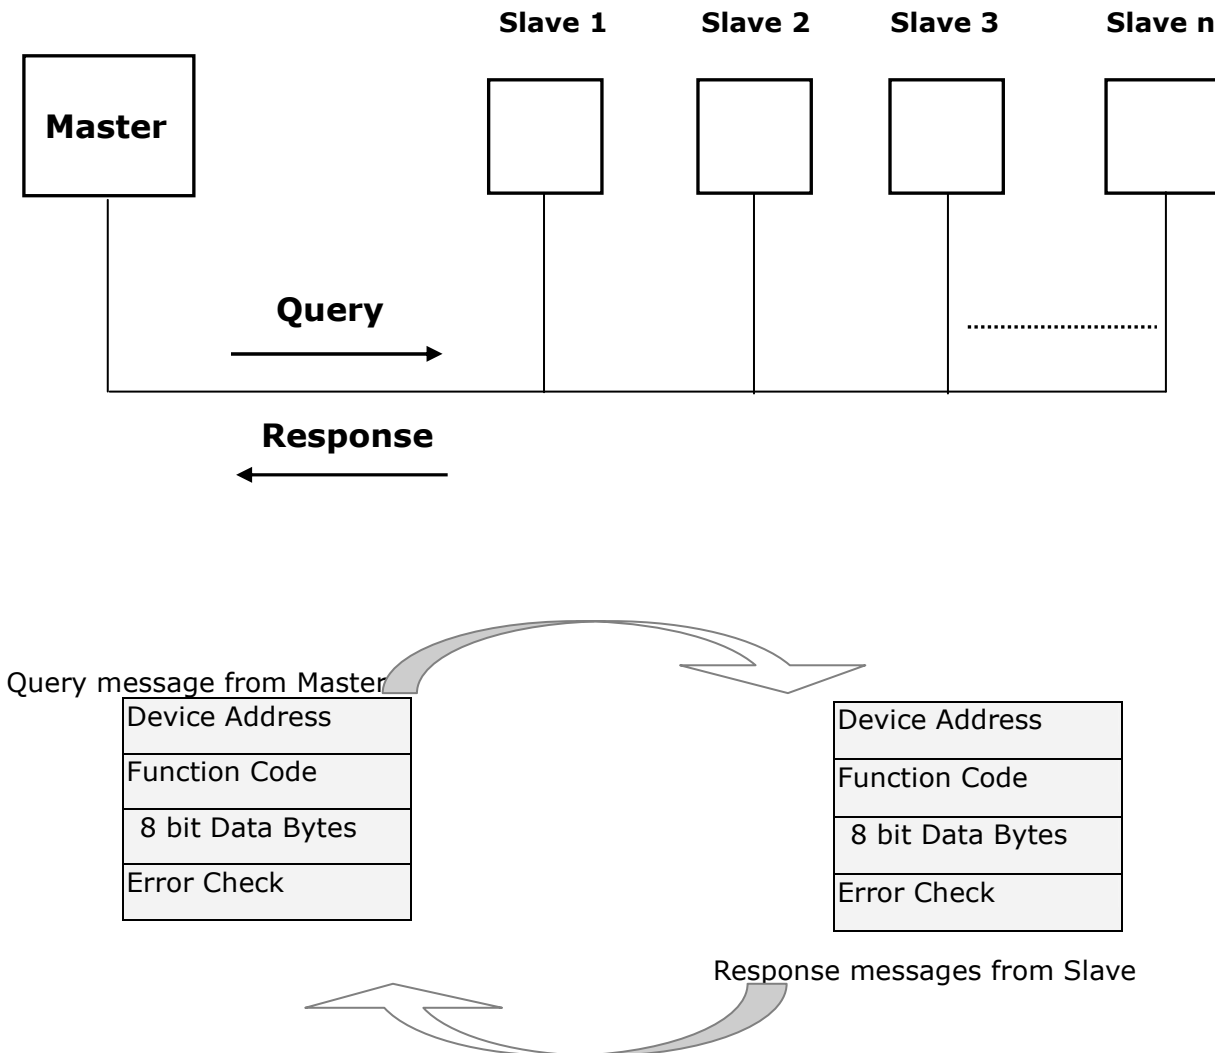 Slave 1 Slave 2 Slave 3 Slave n
Master
Query
Response
Query message from Master
Device Address
Function Code
8 bit Data Bytes
Error Check
Device Address
Function Code
8 bit Data Bytes
Error Check
Response messages from Slave